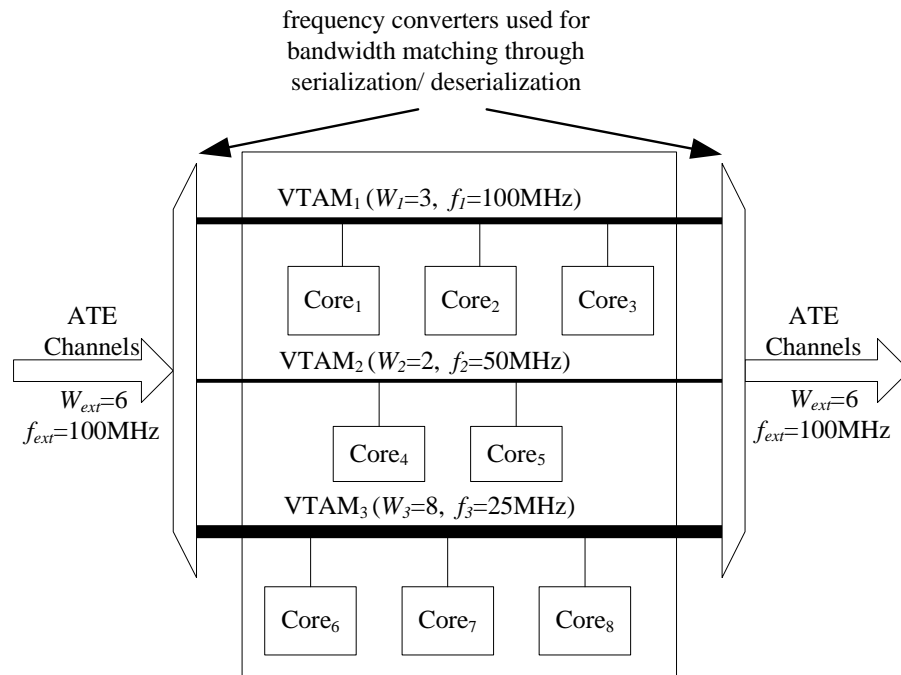 frequency converters used for
bandwidth matching through
serialization/ deserialization
VTAM₁ (W₁=3, f₁=100MHz)
Core₁
Core₂
Core₃
ATE
Channels
W_ext=6
f_ext=100MHz
ATE
Channels
W_ext=6
f_ext=100MHz
VTAM₂ (W₂=2, f₂=50MHz)
Core₄
Core₅
VTAM₃ (W₃=8, f₃=25MHz)
Core₆
Core₇
Core₈